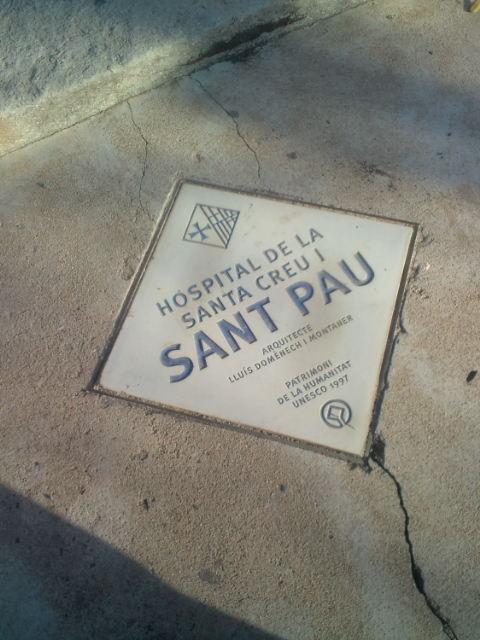 HOSPITAL DE LA
SANTA CREU I
SANT PAU
ARQUITECTE
LLUÍS DOMÈNECH I MONTANER
PATRIMONI
DE LA HUMANITAT
UNESCO 1997